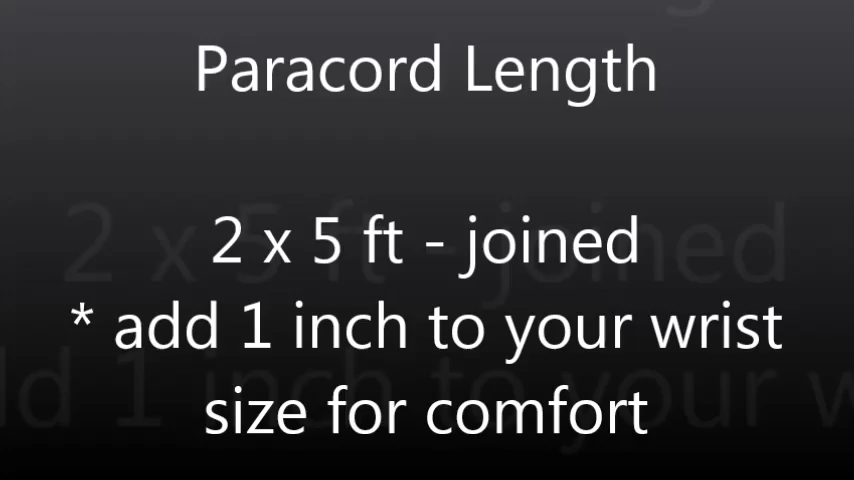 Paracord Length
2 x 5 ft - joined
* add 1 inch to your wrist
size for comfort